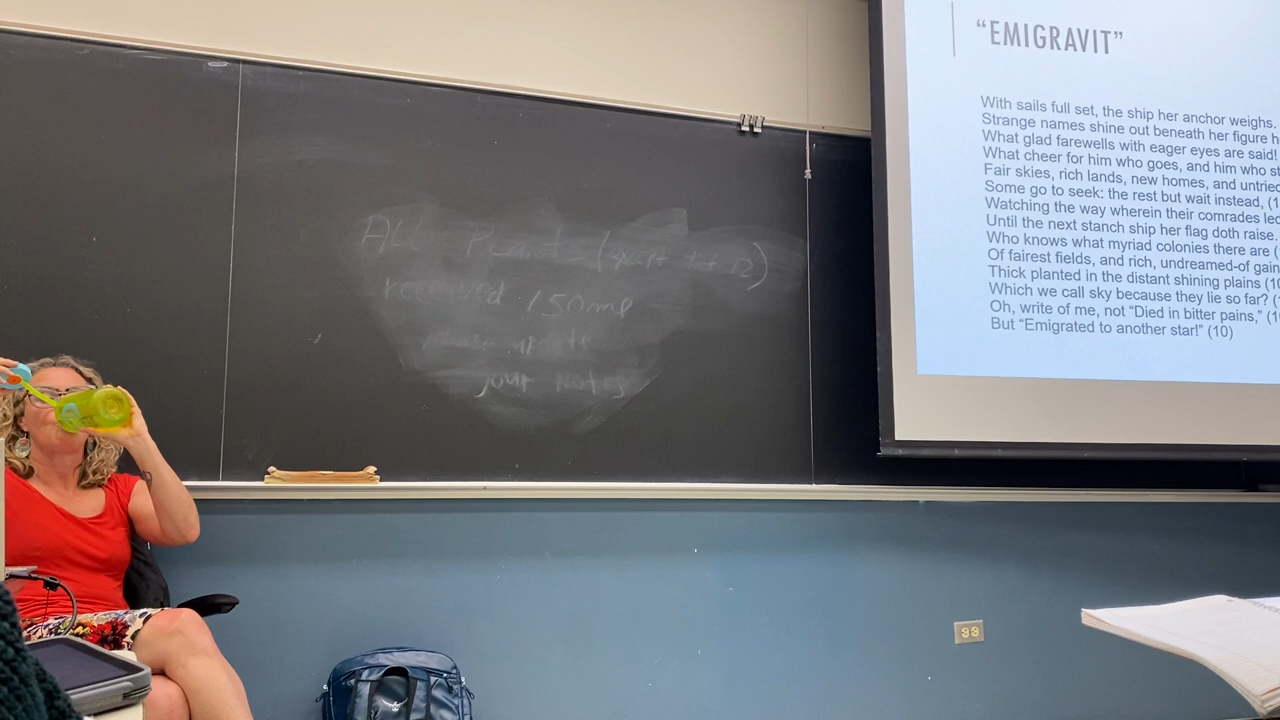 "EMIGRAVIT"
With sails full set, the ship her anchor weighs.
Strange names shine out beneath her figure h
What glad farewells with eager eyes are said!
What cheer for him who goes, and him who st
Fair skies, rich lands, new homes, and untrie
Some go to seek: the rest but wait instead, (1
Watching the way wherein their comrades led
Until the next stanch ship her flag doth raise.
Who knows what myriad colonies there are (
Of fairest fields, and rich, undreamed-of gain
Thick planted in the distant shining plains (10
Which we call sky because they lie so far? (
Oh, write of me, not "Died in bitter pains," (1
But "Emigrated to another star!" (10)
150mL
your Notes